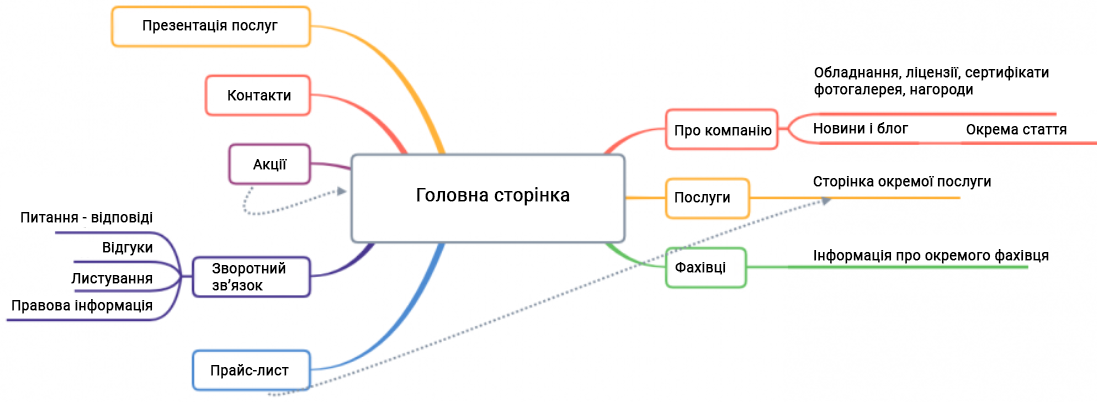 Презентація послуг
Контакти
Акції
Головна сторінка
Питання - відповіді
Відгуки
Листування
Правова інформація
Зворотний
зв’язок
Прайс-лист
Про компанію
Обладнання, ліцензії, сертифікати
фотогалерея, нагороди
Новини і блог
Окрема стаття
Послуги
Сторінка окремої послуги
Фахівці
Інформація про окремого фахівця